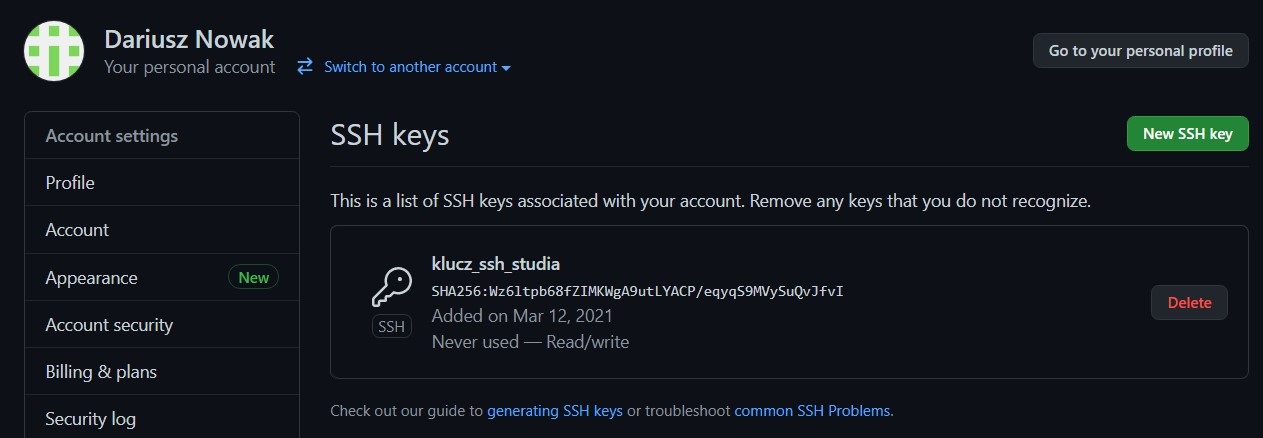 Dariusz Nowak
Your personal account
Switch to another account
Go to your personal profile
Account settings
Profile
Account
Appearance
New
Account security
Billing & plans
Security log
SSH keys
New SSH key
This is a list of SSH keys associated with your account. Remove any keys that you do not recognize.
klucz_ssh_studia
SHA256:Wz6ltpb68fZIMKWgA9utLYACP/eqyqS9MVySuQvJfvI
Added on Mar 12, 2021
Never used — Read/write
SSH
Delete
Check out our guide to generating SSH keys or troubleshoot common SSH Problems.